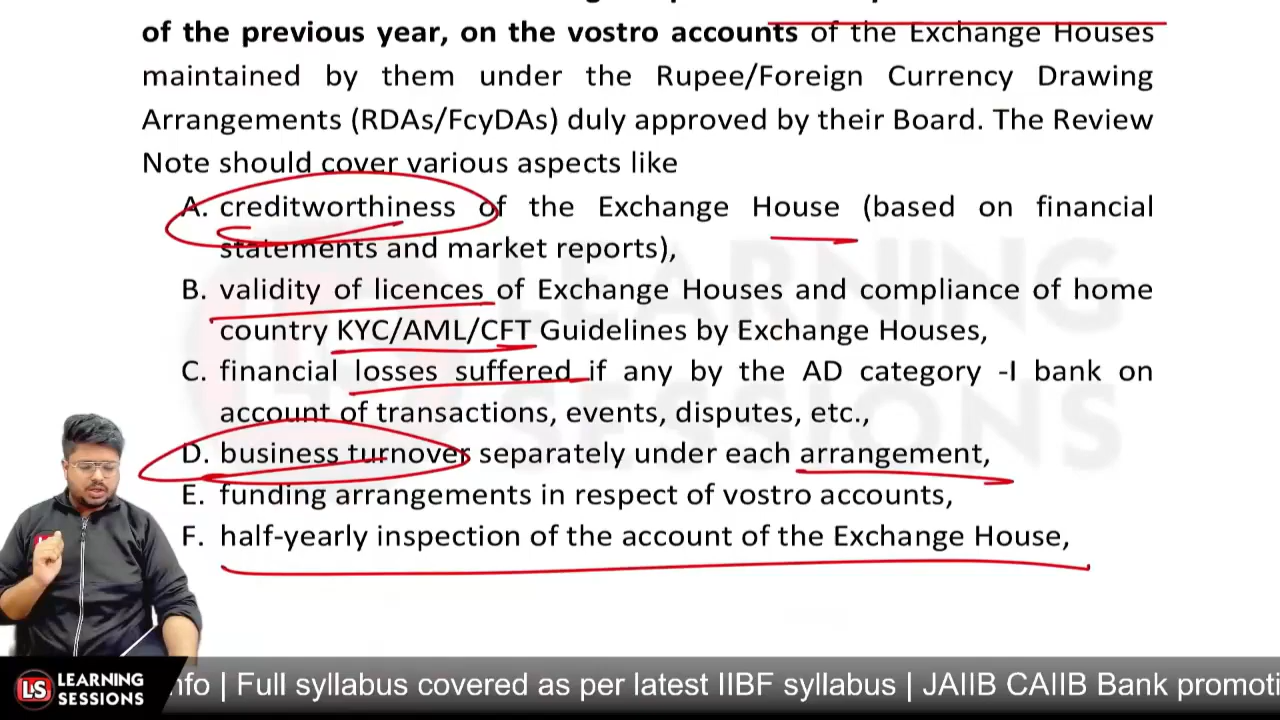 of the previous year, on the vostro accounts of the Exchange Houses
maintained by them under the Rupee/Foreign Currency Drawing
Arrangements (RDAs/FcyDAs) duly approved by their Board. The Review
Note should cover various aspects like
A. creditworthiness of the Exchange House (based on financial
statements and market reports),
B. validity of licences of Exchange Houses and compliance of home
country KYC/AML/CFT Guidelines by Exchange Houses,
C. financial losses suffered if any by the AD category -I bank on
account of transactions, events, disputes, etc.,
D. business turnover separately under each arrangement,
E. funding arrangements in respect of vostro accounts,
F. half-yearly inspection of the account of the Exchange House,
LEARNING
SESSIONS
LS LEARNING
SESSIONS
nfo | Full syllabus covered as per latest IIBF syllabus | JAIIB CAIIB Bank promoti